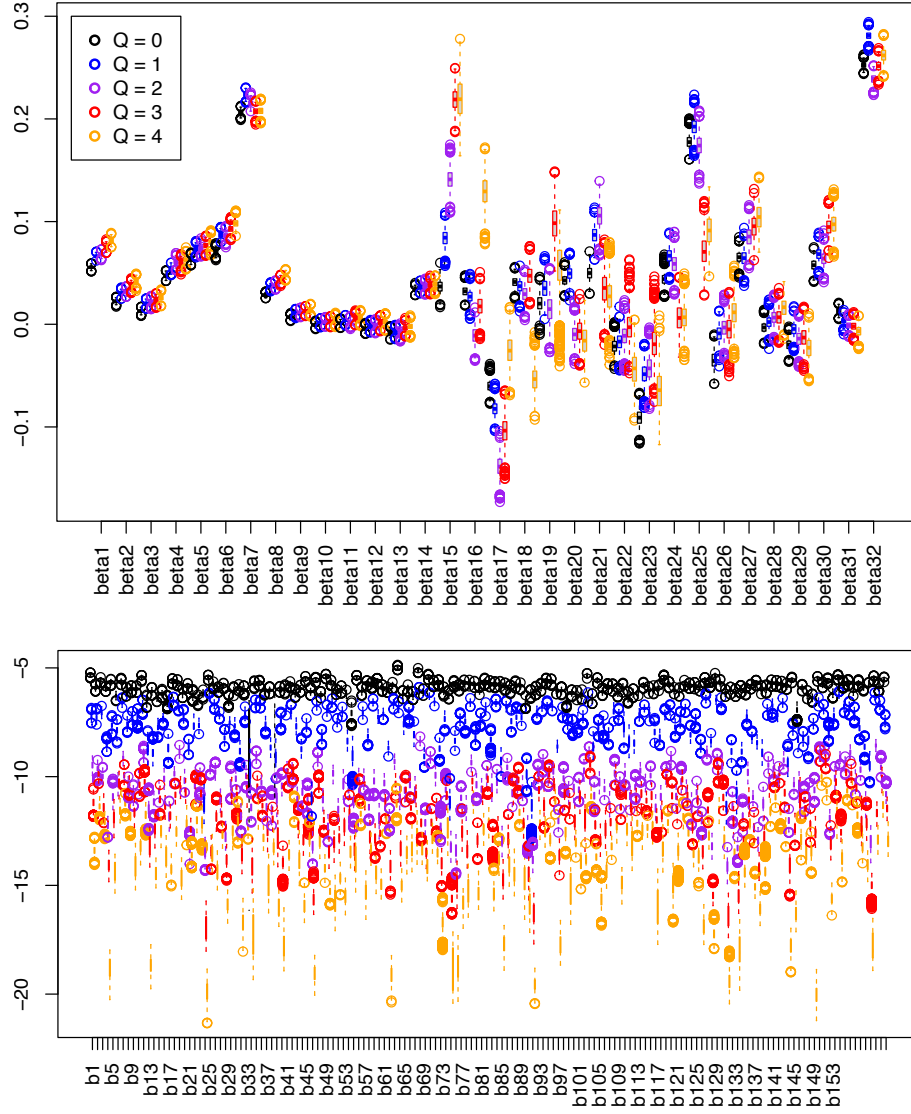 0.3
0.2
0.1
0.0
-0.1
Q = 0
Q = 1
Q = 2
Q = 3
Q = 4
beta1
beta2
beta3
beta4
beta5
beta6
beta7
beta8
beta9
beta10
beta11
beta12
beta13
beta14
beta15
beta16
beta17
beta18
beta19
beta20
beta21
beta22
beta23
beta24
beta25
beta26
beta27
beta28
beta29
beta30
beta31
beta32
-5
-10
-15
-20
b1
b5
b9
b13
b17
b21
b25
b29
b33
b37
b41
b45
b49
b53
b57
b61
b65
b69
b73
b77
b81
b85
b89
b93
b97
b101
b105
b109
b113
b117
b121
b125
b129
b133
b137
b141
b145
b149
b153